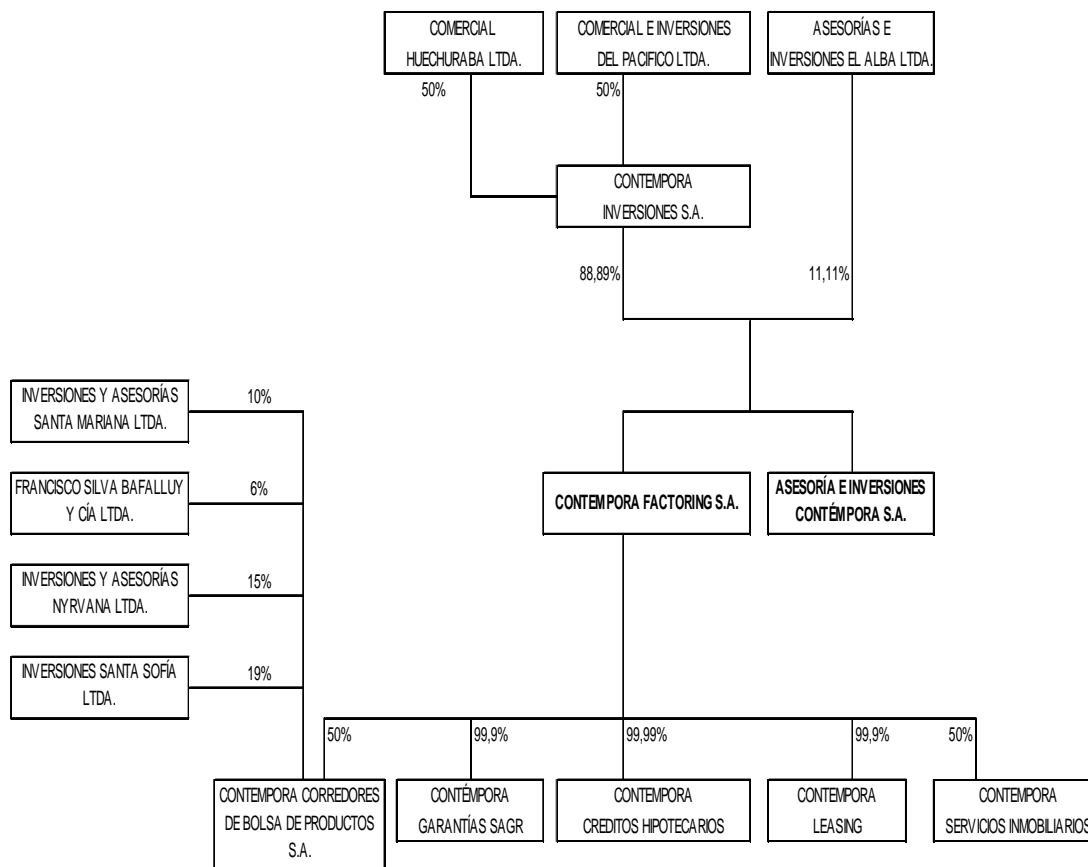 COMERCIAL
HUECHURABA LTDA.
COMERCIAL E INVERSIONES
DEL PACIFICO LTDA.
ASESORÍAS E
INVERSIONES EL ALBA LTDA.
50%
50%
CONTEMPORA
INVERSIONES S.A.
88,89%
11,11%
INVERSIONES Y ASESORÍAS
SANTA MARIANA LTDA.
10%
FRANCISCO SILVA BAFALLUY
Y CÍA LTDA.
6%
CONTEMPORA FACTORING S.A.
ASESORÍA E INVERSIONES
CONTÉMPORA S.A.
INVERSIONES Y ASESORÍAS
NYRVANA LTDA.
15%
INVERSIONES SANTA SOFÍA
LTDA.
19%
50%
99,9%
99,99%
99,9%
50%
CONTEMPORA CORREDORES
DE BOLSA DE PRODUCTOS
S.A.
CONTÉMPORA
GARANTÍAS SAGR
CONTEMPORA
CREDITOS HIPOTECARIOS
CONTEMPORA
LEASING
CONTEMPORA
SERVICIOS INMOBILIARIOS